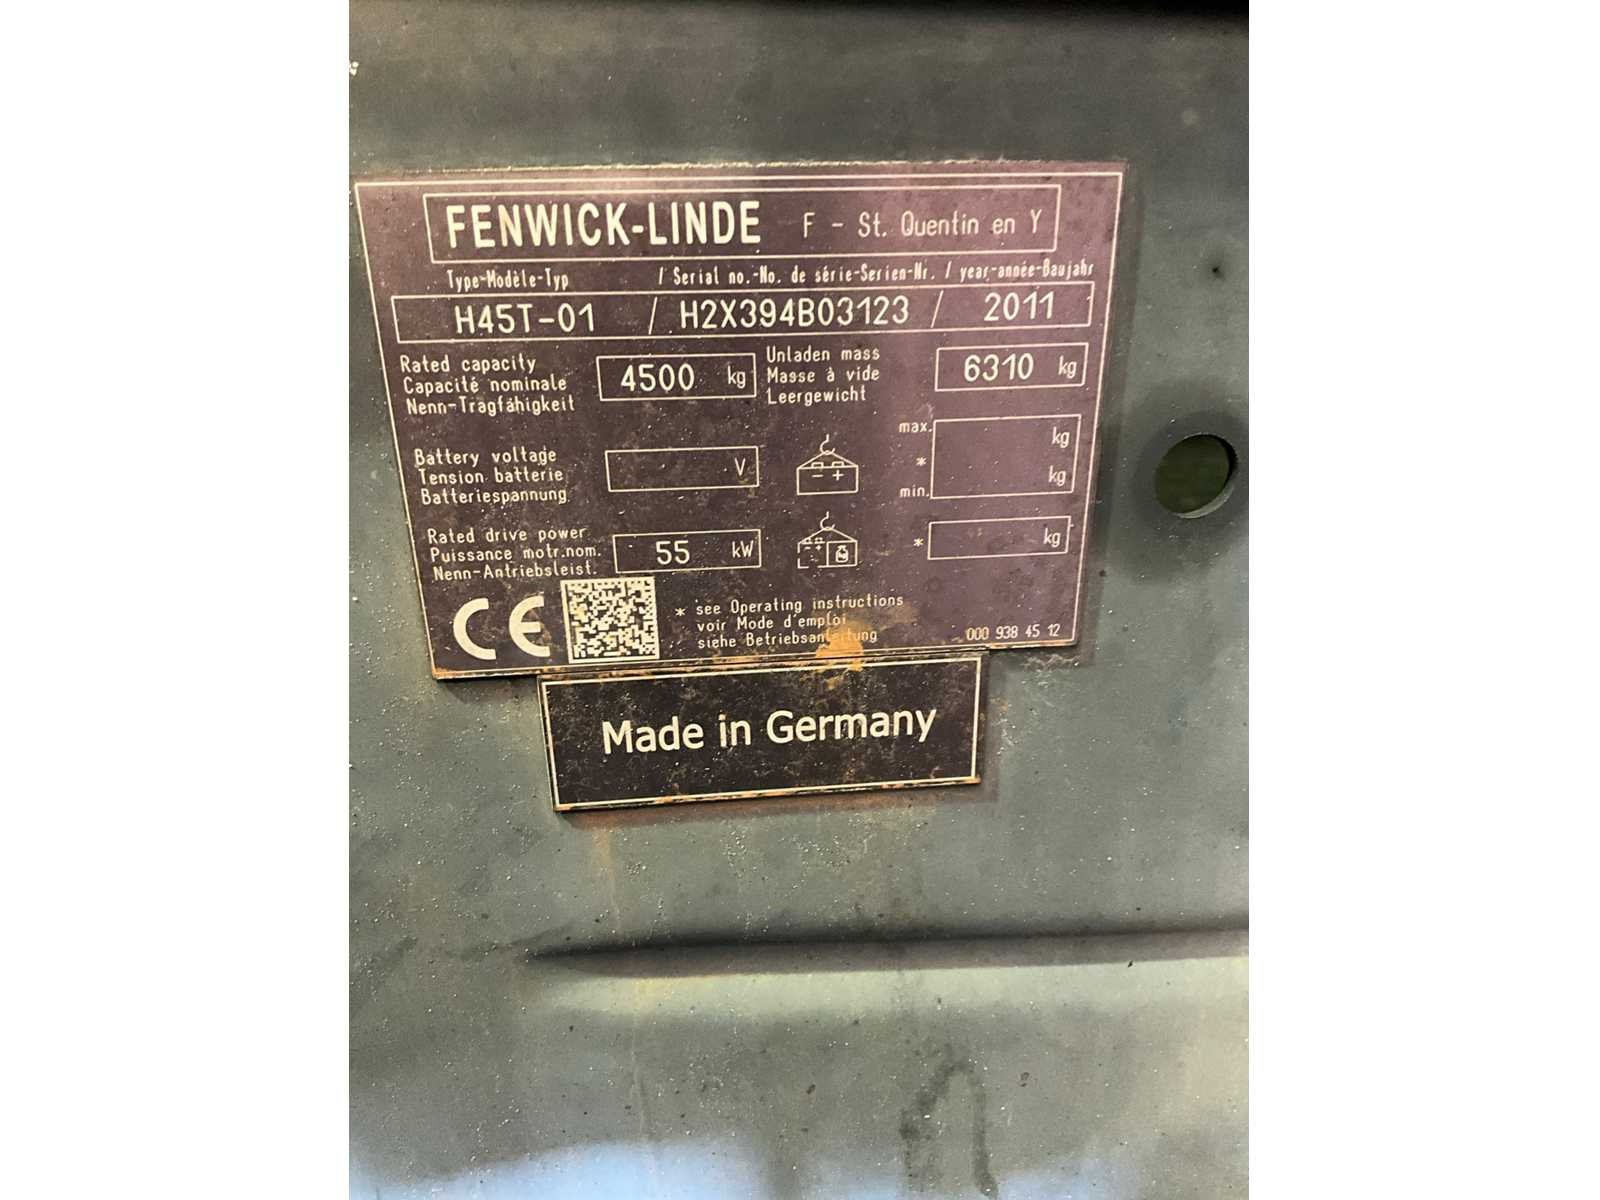 FENWICK-LINDE F - St. Quentin en Y
Type-Modèle-Typ / Serial no.-No. de série-Serien-Nr. / year-année-Baujahr
H45T-01 / H2X394B03123 / 2011
Rated capacity
Capacité nominale
Nenn-Tragfähigkeit
4500 kg
Unladen mass
Masse à vide
Leergewicht
6310 kg
Battery voltage
Tension batterie
Batteriespannung
V
max. kg
*
min. kg
Rated drive power
Puissance motr.nom.
Nenn-Antriebsleist.
55 kW
* kg
CE
* see Operating instructions
voir Mode d'emploi
siehe Betriebsanleitung
000 938 45 12
Made in Germany